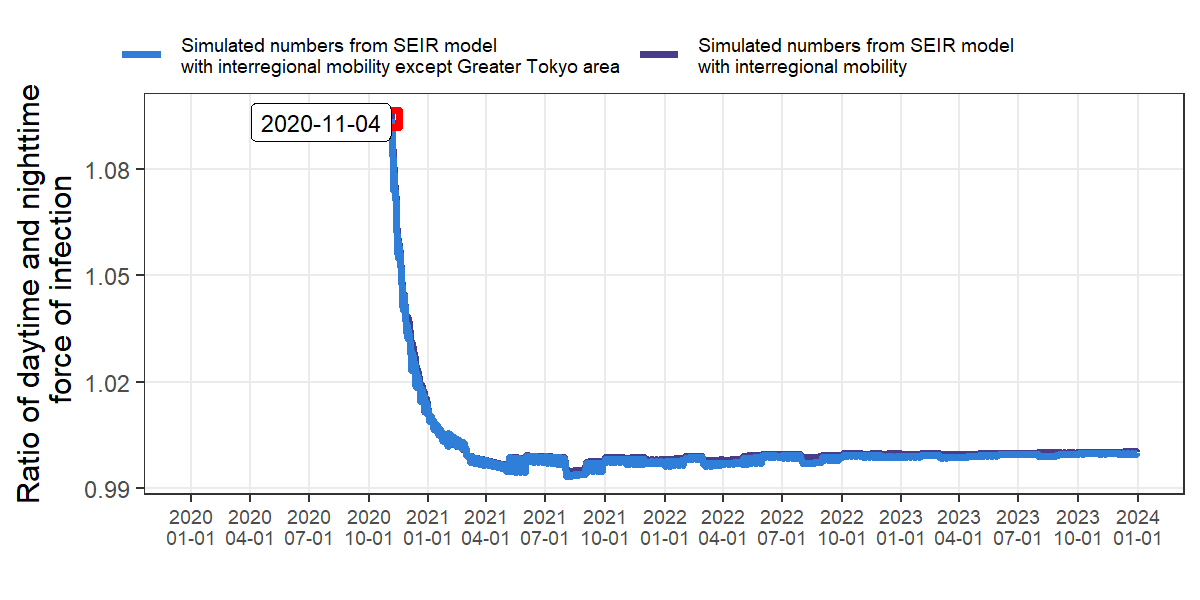 Simulated numbers from SEIR model
with interregional mobility except Greater Tokyo area
Simulated numbers from SEIR model
with interregional mobility
Ratio of daytime and nighttime
force of infection
2020-11-04
1.08
1.05
1.02
0.99
2020 2020 2020 2020 2021 2021 2021 2021 2022 2022 2022 2022 2023 2023 2023 2023 2024
01-01 04-01 07-01 10-01 01-01 04-01 07-01 10-01 01-01 04-01 07-01 10-01 01-01 04-01 07-01 10-01 01-01